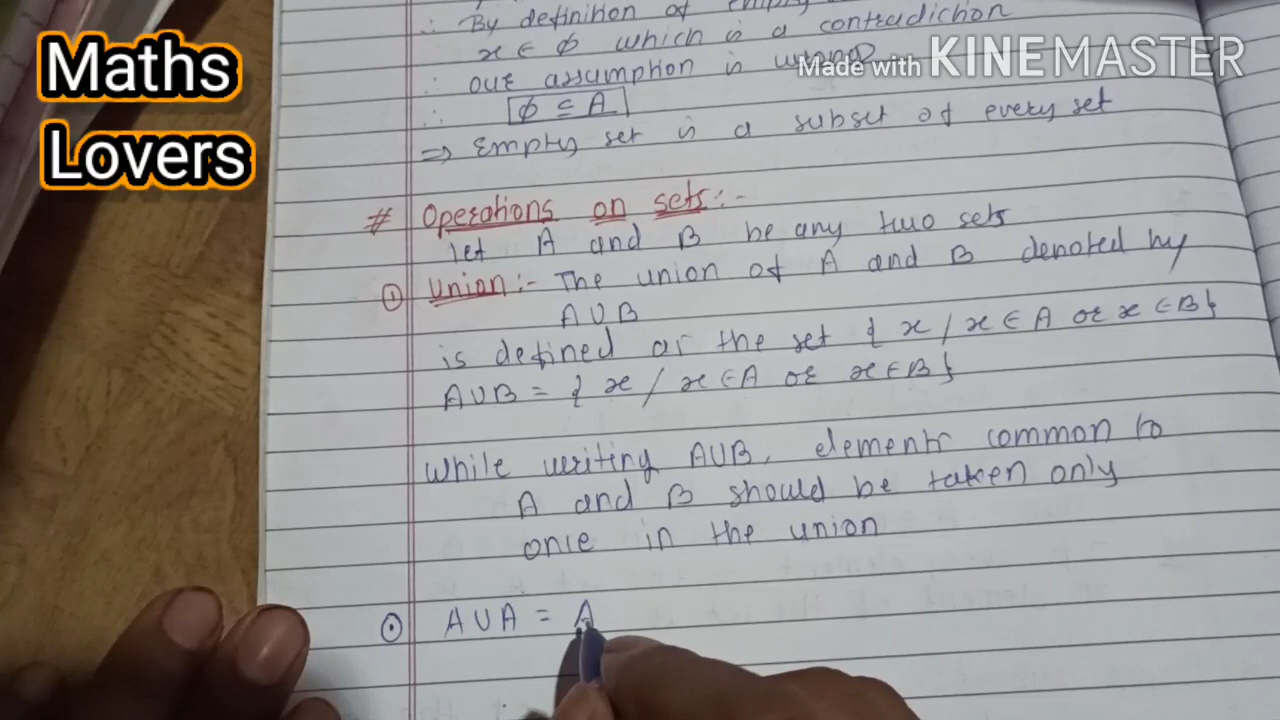 Maths
Lovers
Made with KINEMASTER
∴ By definition of empty
x ∈ ϕ which is a contradiction
∴ our assumption is wrong
∴ ϕ ⊆ A
⇒ Empty set is a subset of every set
# Operations on sets:-
let A and B be any two sets
① Union:- The union of A and B denoted by
A∪B
is defined as the set { x / x ∈ A or x ∈ B}
A∪B = { x / x ∈ A or x ∈ B}
while writing A∪B, elements common to
A and B should be taken only
once in the union
⊙ A∪A = A